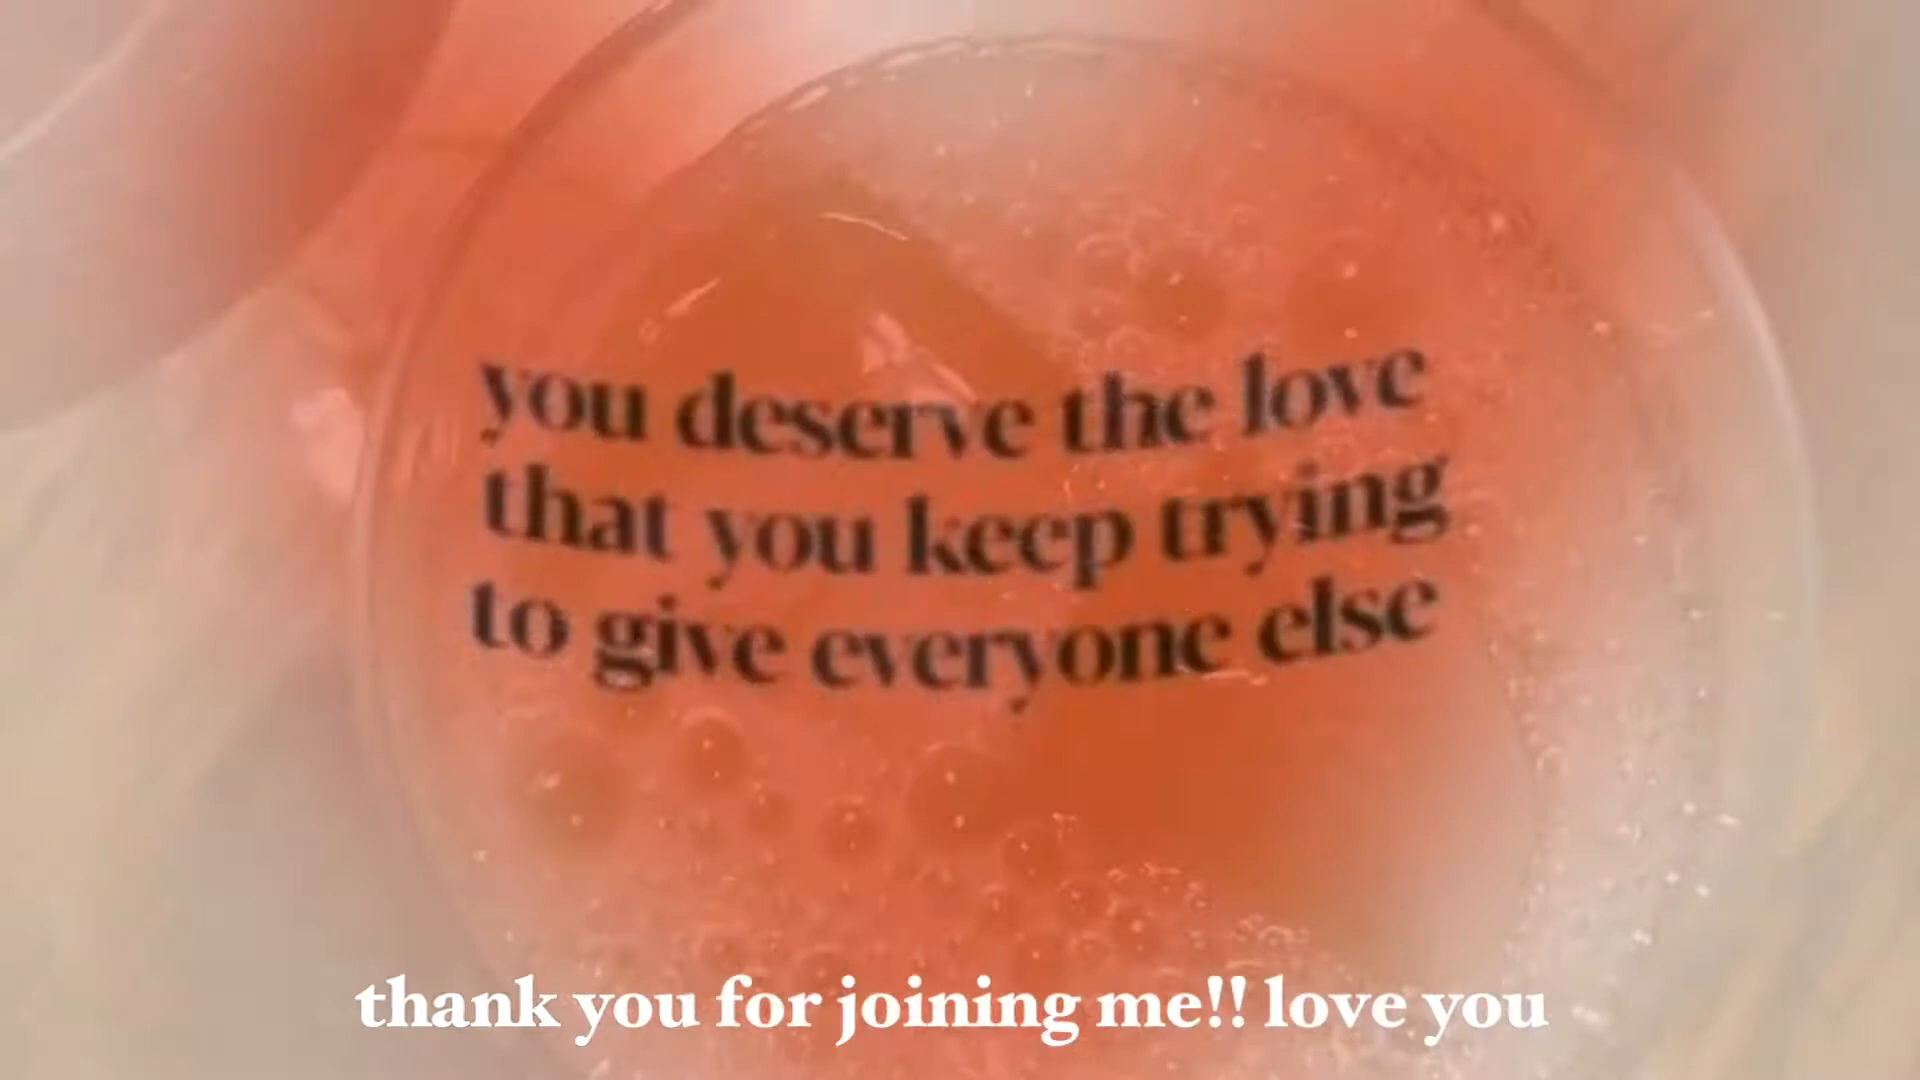 you deserve the love
that you keep trying
to give everyone else
thank you for joining me!! love you